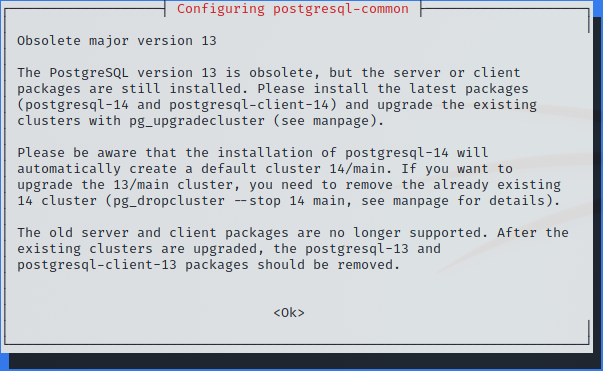 Configuring postgresql-common
Obsolete major version 13
The PostgreSQL version 13 is obsolete, but the server or client
packages are still installed. Please install the latest packages
(postgresql-14 and postgresql-client-14) and upgrade the existing
clusters with pg_upgradecluster (see manpage).
Please be aware that the installation of postgresql-14 will
automatically create a default cluster 14/main. If you want to
upgrade the 13/main cluster, you need to remove the already existing
14 cluster (pg_dropcluster --stop 14 main, see manpage for details).
The old server and client packages are no longer supported. After the
existing clusters are upgraded, the postgresql-13 and
postgresql-client-13 packages should be removed.
<Ok>